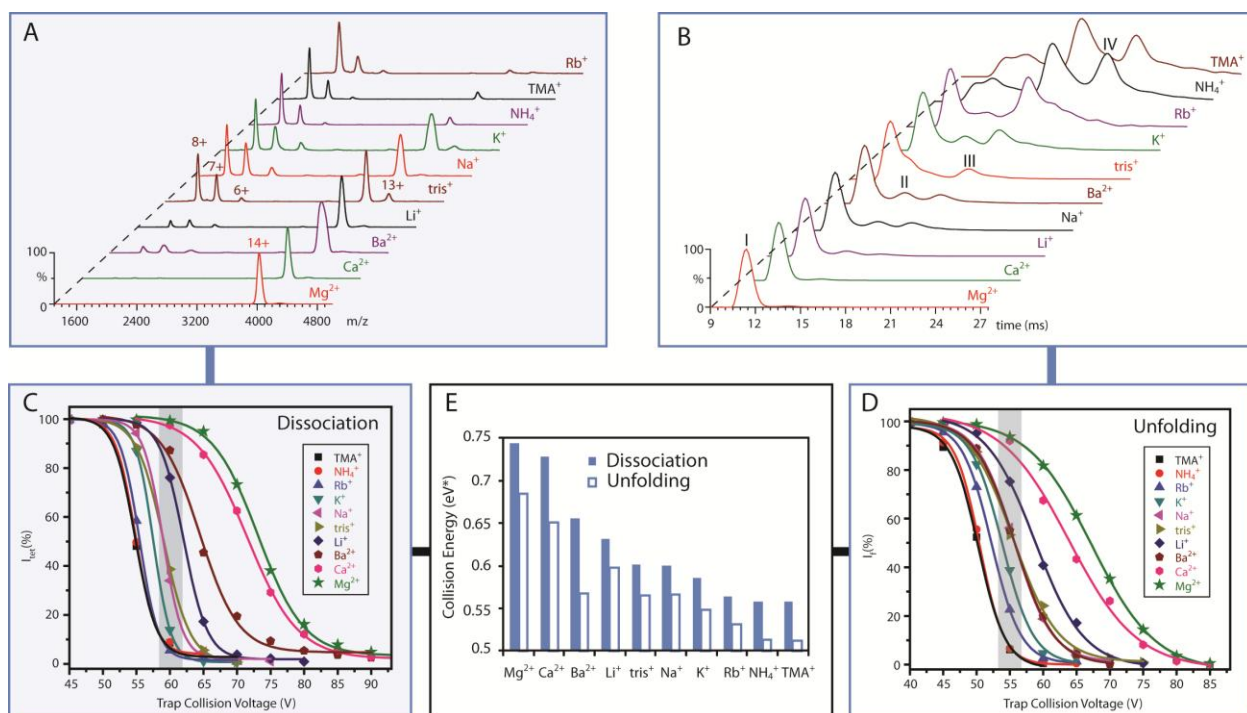 A
Rb⁺
TMA⁺
NH₄⁺
K⁺
Na⁺
tris⁺
Li⁺
Ba²⁺
Ca²⁺
Mg²⁺
8+
7+
6+
13+
14+
100
%
0
1600 2400 3200 4000 4800 m/z
B
TMA⁺
NH₄⁺
Rb⁺
K⁺
tris⁺
Ba²⁺
Na⁺
Li⁺
Ca²⁺
Mg²⁺
I
II
III
IV
100
%
0
9 12 15 18 21 24 27 time (ms)
C
Dissociation
TMA⁺
NH₄⁺
Rb⁺
K⁺
Na⁺
tris⁺
Li⁺
Ba²⁺
Ca²⁺
Mg²⁺
Iₜₑₜ(%)
100
80
60
40
20
0
45 50 55 60 65 70 75 80 85 90
Trap Collision Voltage (V)
E
Dissociation
Unfolding
Collision Energy (eV*)
0.75
0.7
0.65
0.6
0.55
0.5
Mg²⁺ Ca²⁺ Ba²⁺ Li⁺ tris⁺ Na⁺ K⁺ Rb⁺ NH₄⁺ TMA⁺
D
Unfolding
TMA⁺
NH₄⁺
Rb⁺
K⁺
Na⁺
tris⁺
Li⁺
Ba²⁺
Ca²⁺
Mg²⁺
I_f(%)
100
80
60
40
20
0
40 45 50 55 60 65 70 75 80 85
Trap Collision Voltage (V)